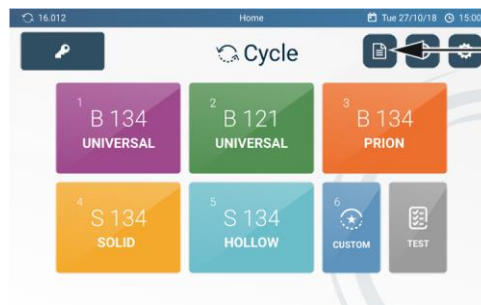 16.012 Home Tue 27/10/18 15:00
Cycle
1 2 3
B 134 B 121 B 134
UNIVERSAL UNIVERSAL PRION
4 5 6
S 134 S 134
SOLID HOLLOW CUSTOM TEST